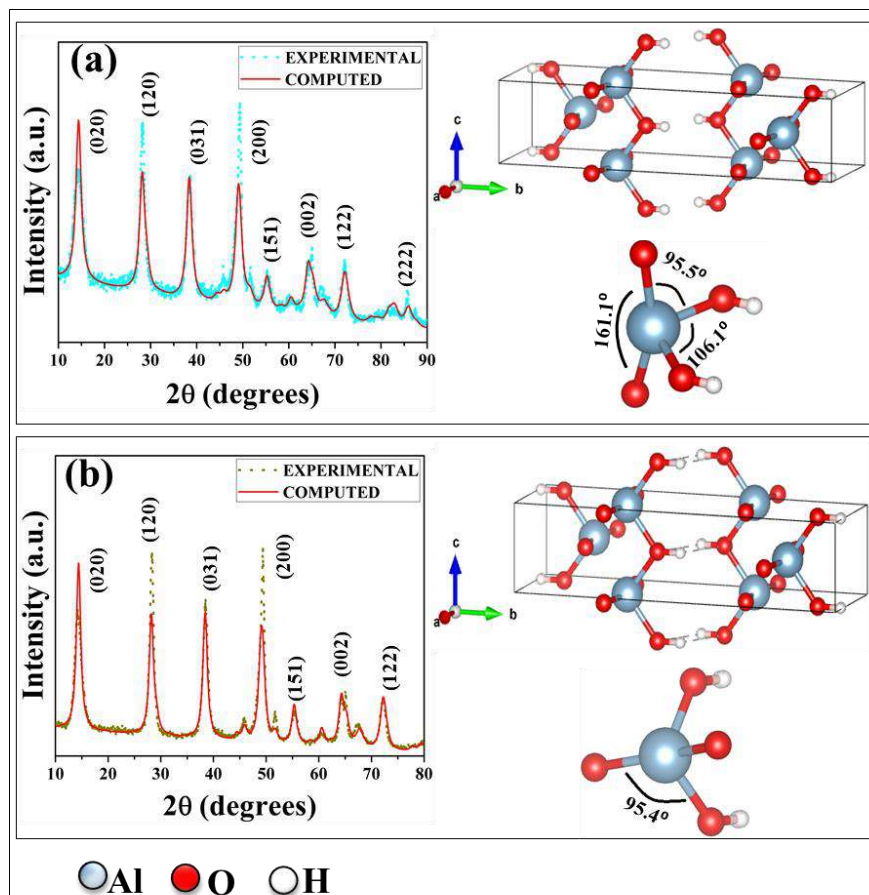 (a)
EXPERIMENTAL
COMPUTED
(020)
(120)
(031)
(200)
(151)
(002)
(122)
(222)
Intensity (a.u.)
10 20 30 40 50 60 70 80 90
2θ (degrees)
c
a
b
95.5°
161.1°
106.1°
(b)
EXPERIMENTAL
COMPUTED
(020)
(120)
(031)
(200)
(151)
(002)
(122)
Intensity (a.u.)
10 20 30 40 50 60 70 80
2θ (degrees)
c
a
b
95.4°
Al O H